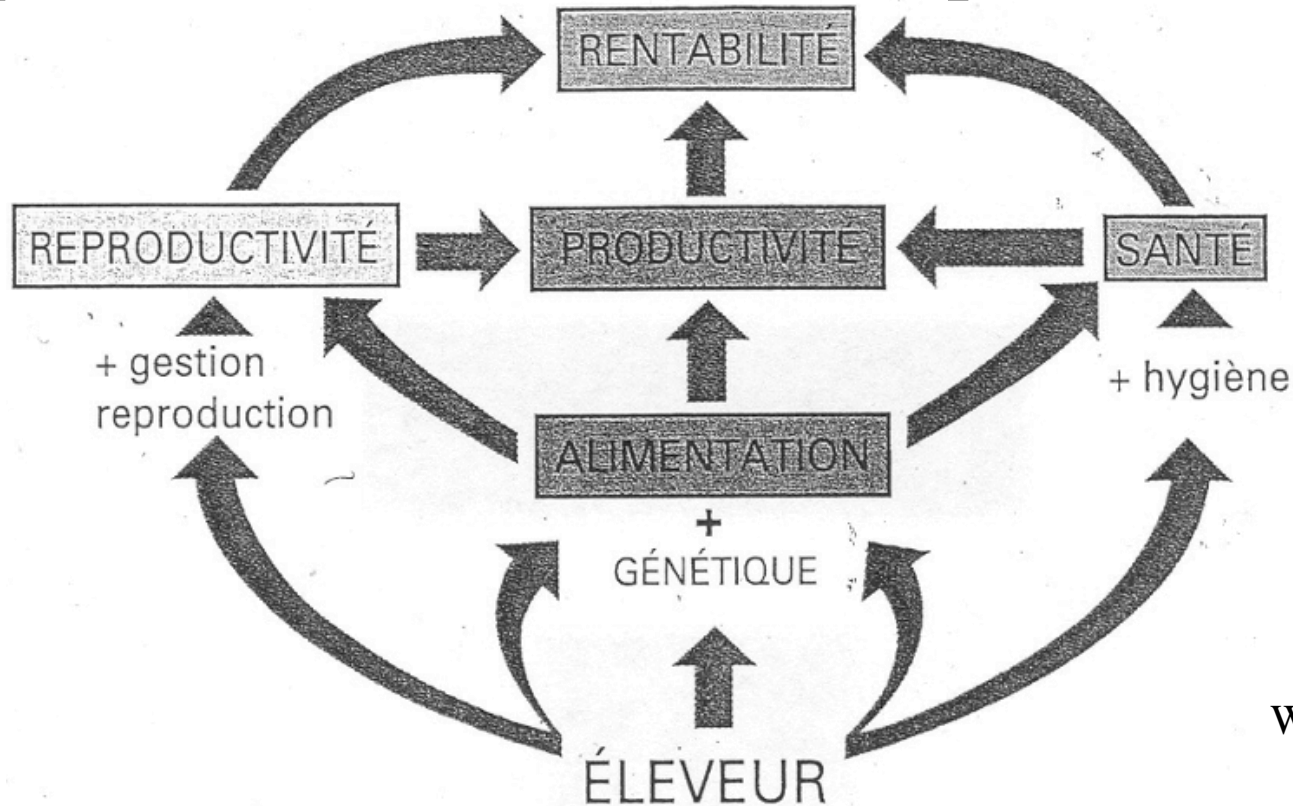 RENTABILITÉ
REPRODUCTIVITÉ
PRODUCTIVITÉ
SANTÉ
+ gestion
reproduction
+ hygiène
ALIMENTATION
+
GÉNÉTIQUE
ÉLEVEUR